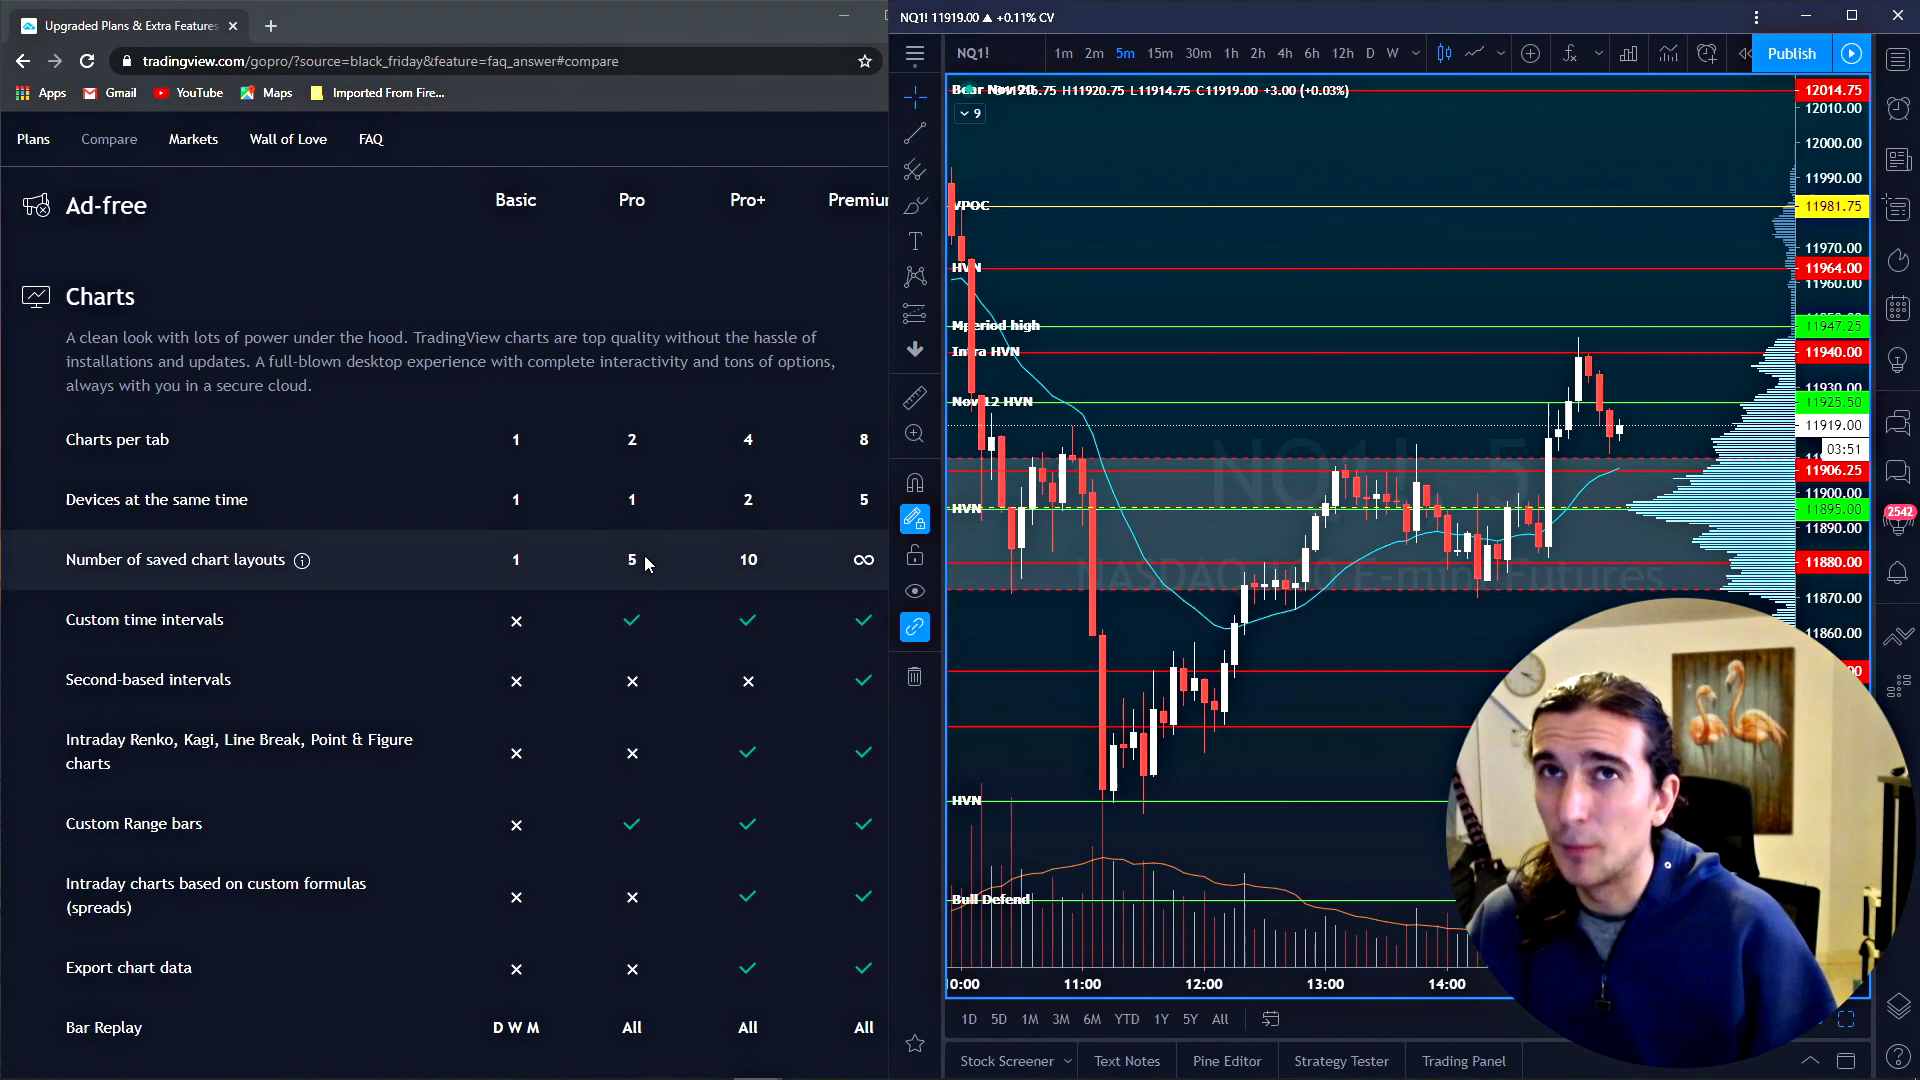 Upgraded Plans & Extra Features
tradingview.com/gopro/?source=black_friday&feature=faq_answer#compare
Apps
Gmail
YouTube
Maps
Imported From Fire...
Plans
Compare
Markets
Wall of Love
FAQ
Ad-free
Basic
Pro
Pro+
Premium
Charts
A clean look with lots of power under the hood. TradingView charts are top quality without the hassle of
installations and updates. A full-blown desktop experience with complete interactivity and tons of options,
always with you in a secure cloud.
Charts per tab 1 2 4 8
Devices at the same time 1 1 2 5
Number of saved chart layouts 1 5 10 ∞
Custom time intervals
Second-based intervals
Intraday Renko, Kagi, Line Break, Point & Figure
charts
Custom Range bars
Intraday charts based on custom formulas
(spreads)
Export chart data
Bar Replay D W M All All All
NQ1! 11919.00 ▲ +0.11% CV
NQ1! 1m 2m 5m 15m 30m 1h 2h 4h 6h 12h D W
Publish
H11920.75 L11914.75 C11919.00 +3.00 (+0.03%)
9
VPOC
HVN
Mperiod high
Intra HVN
Nov 12 HVN
HVN
HVN
Bull Defend
NQ1!, 5
12014.75
12010.00
12000.00
11990.00
11981.75
11970.00
11964.00
11960.00
11947.25
11940.00
11930.00
11925.50
11919.00
03:51
11906.25
11900.00
11895.00
11890.00
11880.00
11870.00
11860.00
2542
11:00 12:00 13:00 14:00
1D 5D 1M 3M 6M YTD 1Y 5Y All
Stock Screener
Text Notes
Pine Editor
Strategy Tester
Trading Panel